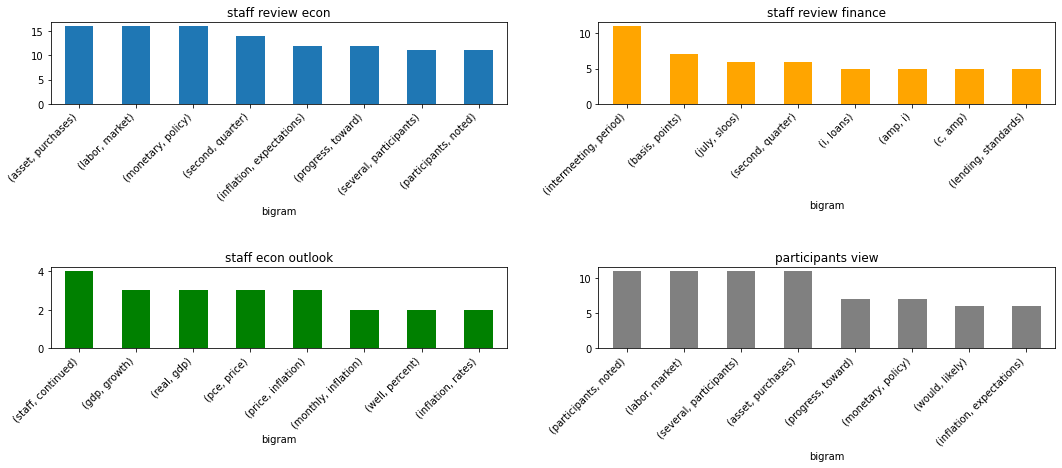 staff review econ
15
10
5
0
(asset, purchases)
(labor, market)
(monetary, policy)
(second, quarter)
(inflation, expectations)
(progress, toward)
(several, participants)
(participants, noted)
bigram
staff review finance
10
5
0
(intermeeting, period)
(basis, points)
(july, sloos)
(second, quarter)
(i, loans)
(amp, i)
(c, amp)
(lending, standards)
bigram
staff econ outlook
4
2
0
(staff, continued)
(gdp, growth)
(real, gdp)
(pce, price)
(price, inflation)
(monthly, inflation)
(well, percent)
(inflation, rates)
bigram
participants view
10
5
0
(participants, noted)
(labor, market)
(several, participants)
(asset, purchases)
(progress, toward)
(monetary, policy)
(would, likely)
(inflation, expectations)
bigram